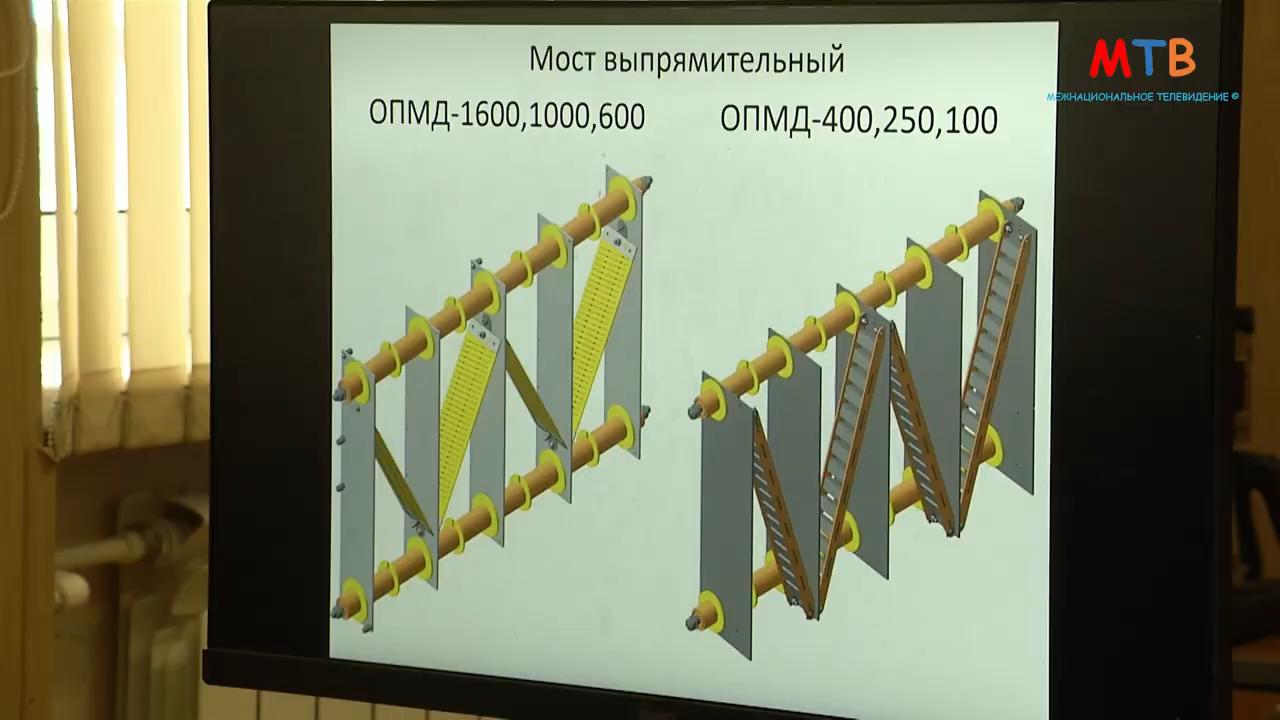 Мост выпрямительный
ОПМД-1600,1000,600
ОПМД-400,250,100
МТВ
МЕЖНАЦИОНАЛЬНОЕ ТЕЛЕВИДЕНИЕ ©